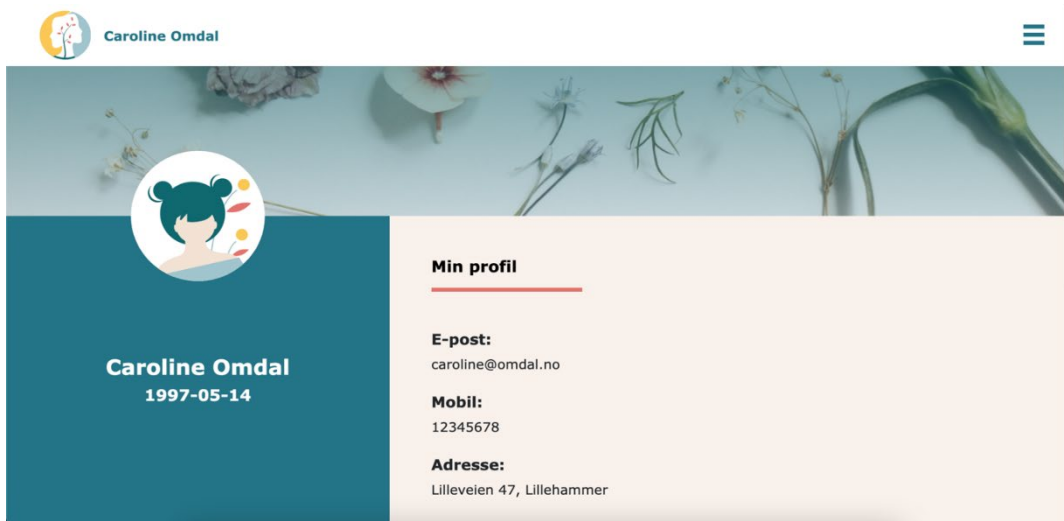 Caroline Omdal
Caroline Omdal
1997-05-14
Min profil
E-post:
caroline@omdal.no
Mobil:
12345678
Adresse:
Lilleveien 47, Lillehammer